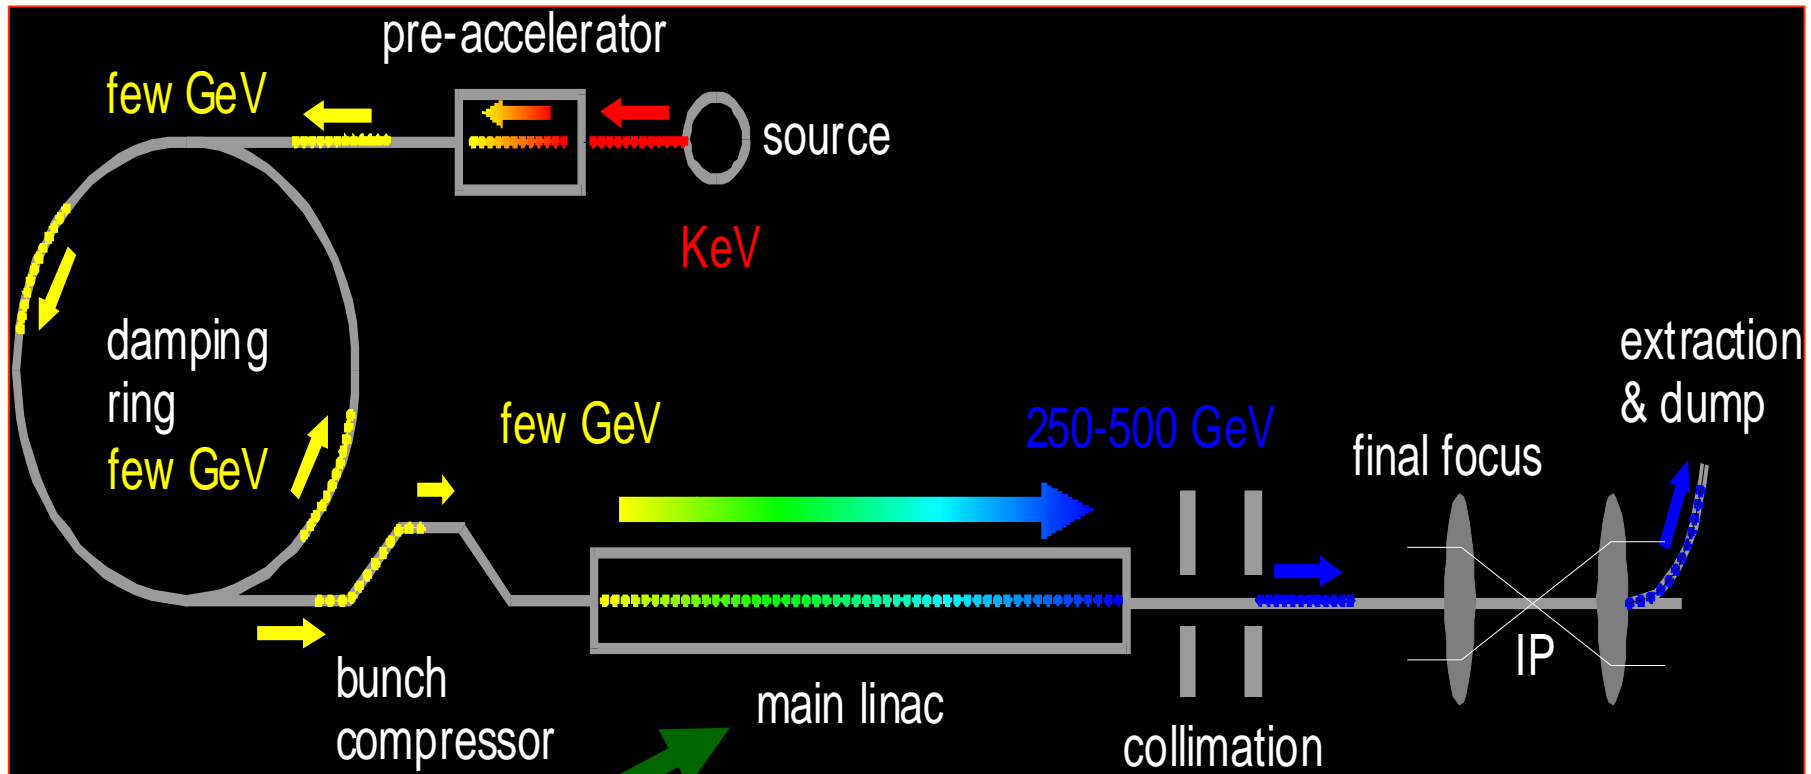 pre-accelerator
few GeV
source
KeV
damping
ring
few GeV
few GeV
250-500 GeV
extraction
& dump
final focus
IP
bunch
compressor
main linac
collimation